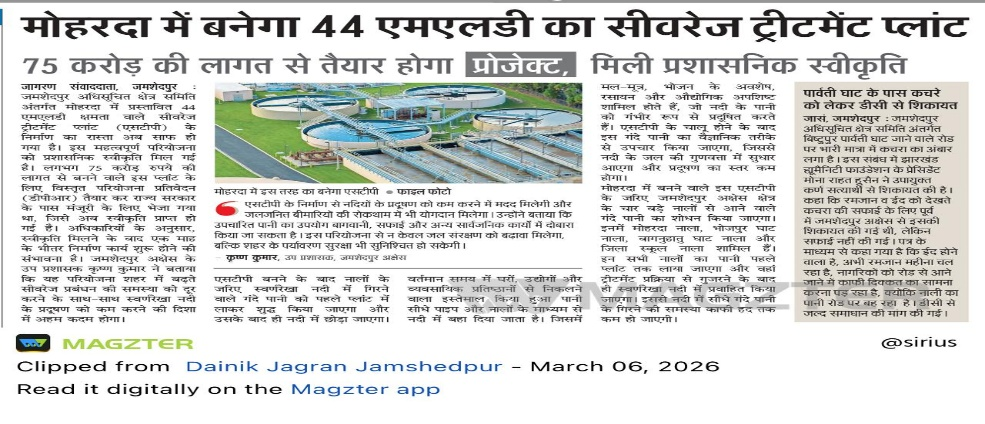 मोहरदा में बनेगा 44 एमएलडी का सीवरेज ट्रीटमेंट प्लांट
75 करोड़ की लागत से तैयार होगा प्रोजेक्ट, मिली प्रशासनिक स्वीकृति
जागरण संवाददाता, जमशेदपुर :
जमशेदपुर अधिसूचित क्षेत्र समिति
अंतर्गत मोहरदा में प्रस्तावित 44
एमएलडी क्षमता वाले सीवरेज
ट्रीटमेंट प्लांट (एसटीपी) के
निर्माण का रास्ता अब साफ हो
गया है। इस महत्वपूर्ण परियोजना
को प्रशासनिक स्वीकृति मिल गई
है। लगभग 75 करोड़ रुपये की
लागत से बनने वाले इस प्लांट के
लिए विस्तृत परियोजना प्रतिवेदन
(डीपीआर) तैयार कर राज्य सरकार
के पास मंजूरी के लिए भेजा गया
था, जिसे अब स्वीकृति प्राप्त हो
गई है। अधिकारियों के अनुसार,
स्वीकृति मिलने के बाद एक माह
के भीतर निर्माण कार्य शुरू होने की
संभावना है। जमशेदपुर अक्षेस के
उप प्रशासक कृष्ण कुमार ने बताया
कि यह परियोजना शहर में बढ़ते
सीवरेज प्रबंधन की समस्या को दूर
करने के साथ-साथ स्वर्णरेखा नदी
के प्रदूषण को कम करने की दिशा
में अहम कदम होगा।
मोहरदा में इस तरह का बनेगा एसटीपी ● फाइल फोटो
एसटीपी के निर्माण से नदियों के प्रदूषण को कम करने में मदद मिलेगी और
जलजनित बीमारियों की रोकथाम में भी योगदान मिलेगा। उन्होंने बताया कि
उपचारित पानी का उपयोग बागवानी, सफाई और अन्य सार्वजनिक कार्यों में दोबारा
किया जा सकता है। इस परियोजना से न केवल जल संरक्षण को बढ़ावा मिलेगा,
बल्कि शहर के पर्यावरण सुरक्षा भी सुनिश्चित हो सकेगी।
- कृष्ण कुमार, उप प्रशासक, जमशेदपुर अक्षेस
एसटीपी बनने के बाद नालों के
जरिए स्वर्णरेखा नदी में गिरने
वाले गंदे पानी को पहले प्लांट में
लाकर शुद्ध किया जाएगा और
उसके बाद ही नदी में छोड़ा जाएगा।
वर्तमान समय में घरों, उद्योगों और
व्यवसायिक प्रतिष्ठानों से निकलने
वाला इस्तेमाल किया हुआ पानी
सीधे पाइप और नालों के माध्यम से
नदी में बहा दिया जाता है। जिसमें
मल-मूत्र, भोजन के अवशेष,
रसायन और औद्योगिक अपशिष्ट
शामिल होते हैं, जो नदी के पानी
को गंभीर रूप से प्रदूषित करते
हैं। एसटीपी के चालू होने के बाद
इस गंदे पानी का वैज्ञानिक तरीके
से उपचार किया जाएगा, जिससे
नदी के जल की गुणवत्ता में सुधार
आएगा और प्रदूषण का स्तर कम
होगा।
मोहरदा में बनने वाले इस एसटीपी
के जरिए जमशेदपुर अक्षेस क्षेत्र
के चार बड़े नालों से आने वाले
गंदे पानी का शोधन किया जाएगा।
इनमें मोहरदा नाला, भोजपुर घाट
नाला, बागुनहातु घाट नाला और
जिला स्कूल नाला शामिल हैं।
इन सभी नालों का पानी पहले
प्लांट तक लाया जाएगा और वहां
ट्रीटमेंट प्रक्रिया से गुजरने के बाद
ही स्वर्णरेखा नदी में प्रवाहित किया
जाएगा। इससे नदी में सीधे गंदे पानी
के गिरने की समस्या काफी हद तक
कम हो जाएगी।
पार्वती घाट के पास कचरे
को लेकर डीसी से शिकायत
जासं, जमशेदपुर : जमशेदपुर
अधिसूचित क्षेत्र समिति अंतर्गत
बिष्टुपुर पार्वती घाट जाने वाले रोड
पर भारी मात्रा में कचरा का अंबार
लगा है। इस संबंध में झारखंड
ह्यूमैनिटी फाउंडेशन के प्रेसिडेंट
मोना राहत हुसैन ने उपायुक्त
कर्ण सत्यार्थी से शिकायत की है।
कहा कि रमजान व ईद को देखते
कचरा की सफाई के लिए पूर्व
में जमशेदपुर अक्षेस से इसकी
शिकायत की गई थी, लेकिन
सफाई नहीं की गई। पत्र के
माध्यम से कहा गया है कि ईद होने
वाला है, अभी रमजान महीना चल
रहा है, नागरिकों को रोड से आने
जाने में काफी दिक्कत का सामना
करना पड़ रहा है, क्योंकि नाली का
पानी रोड पर बह रहा है। डीसी से
जल्द समाधान की मांग की गई।
MAGZTER
MAGZTER
@sirius
Clipped from Dainik Jagran Jamshedpur - March 06, 2026
Read it digitally on the Magzter app